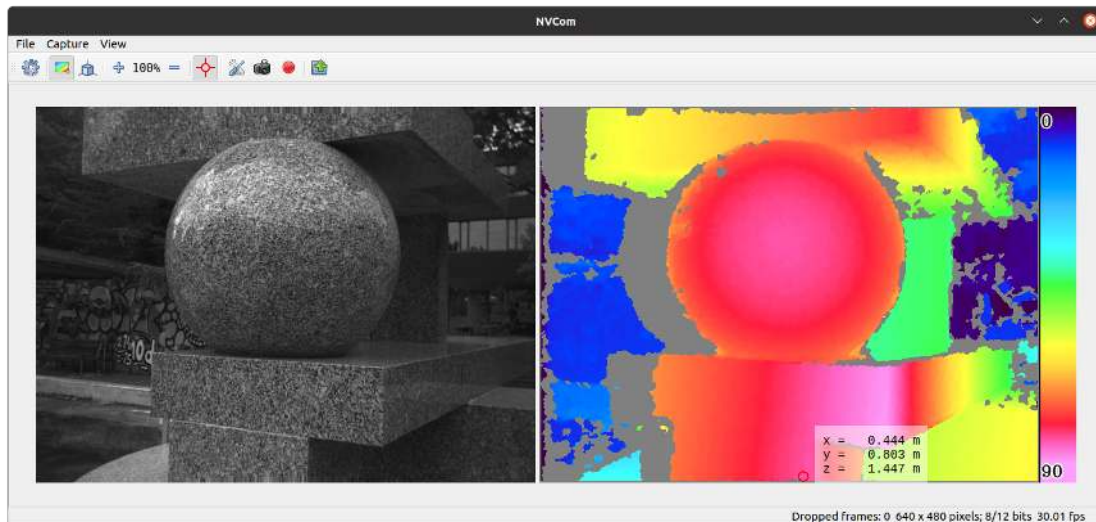 NVCom
File Capture View
100%
0
x = 0.444 m
y = 0.803 m
z = 1.447 m
90
Dropped frames: 0 640 x 480 pixels; 8/12 bits 30.01 fps